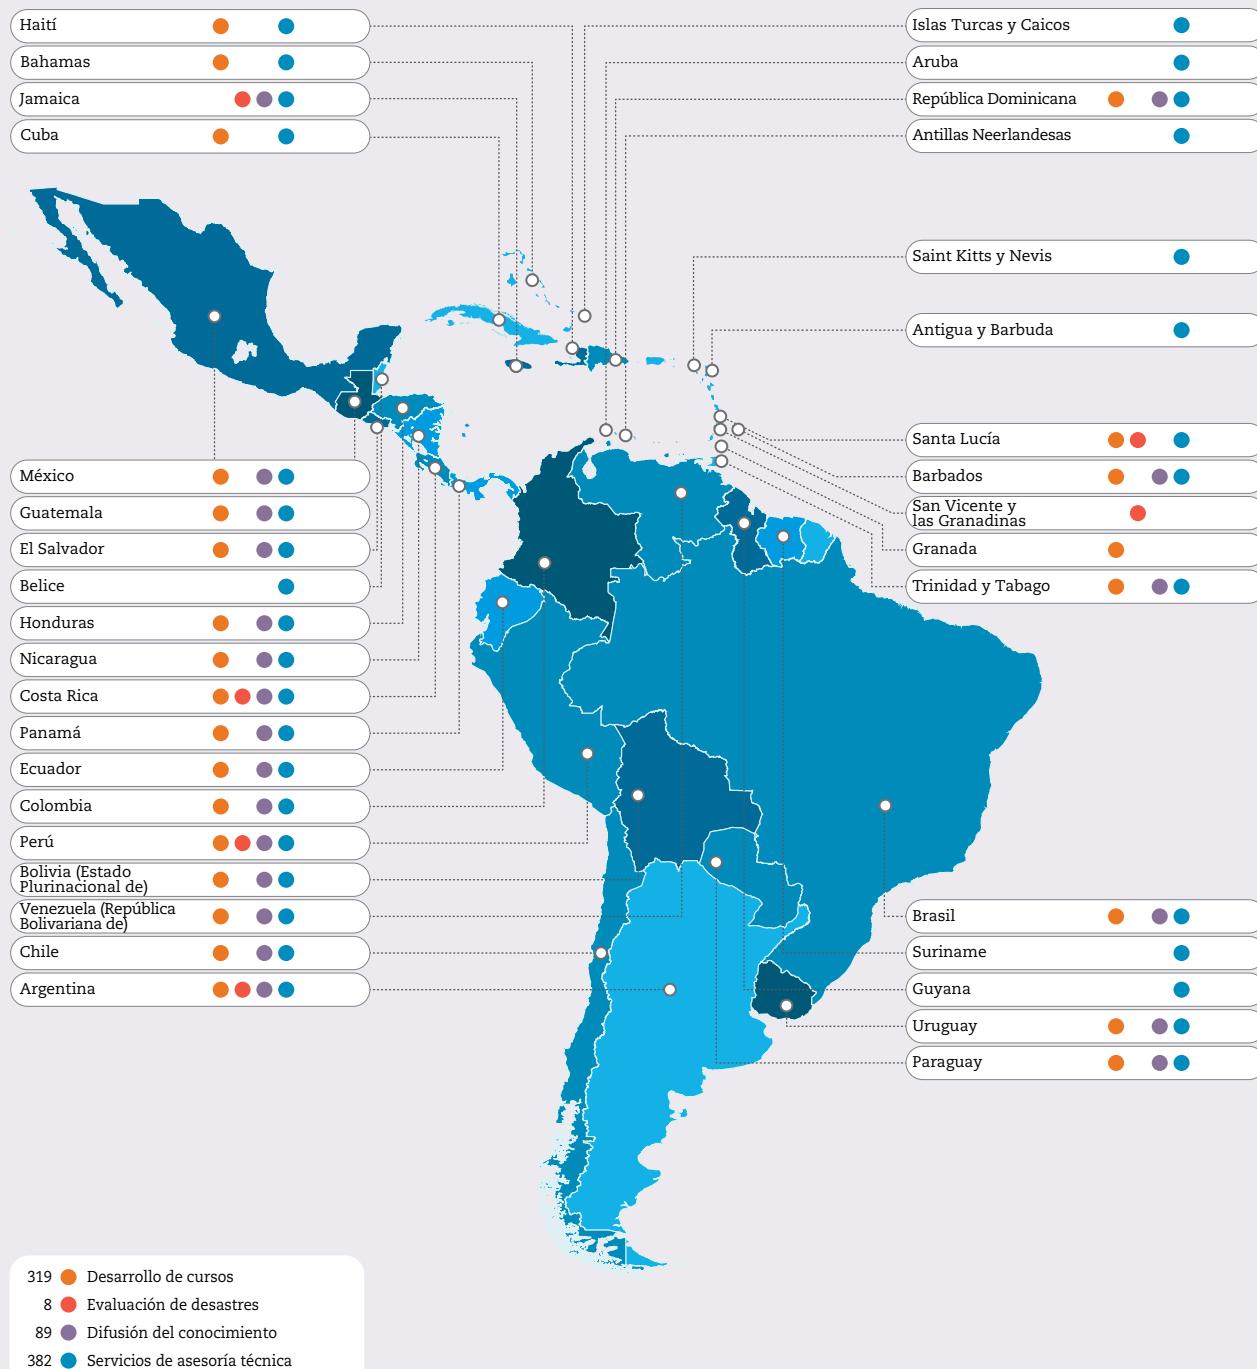 Haití
Bahamas
Jamaica
Cuba
Islas Turcas y Caicos
Aruba
República Dominicana
Antillas Neerlandesas
Saint Kitts y Nevis
Antigua y Barbuda
Santa Lucía
Barbados
San Vicente y
las Granadinas
Granada
Trinidad y Tabago
México
Guatemala
El Salvador
Belice
Honduras
Nicaragua
Costa Rica
Panamá
Ecuador
Colombia
Perú
Bolivia (Estado
Plurinacional de)
Venezuela (República
Bolivariana de)
Chile
Argentina
Brasil
Suriname
Guyana
Uruguay
Paraguay
319 Desarrollo de cursos
8 Evaluación de desastres
89 Difusión del conocimiento
382 Servicios de asesoría técnica